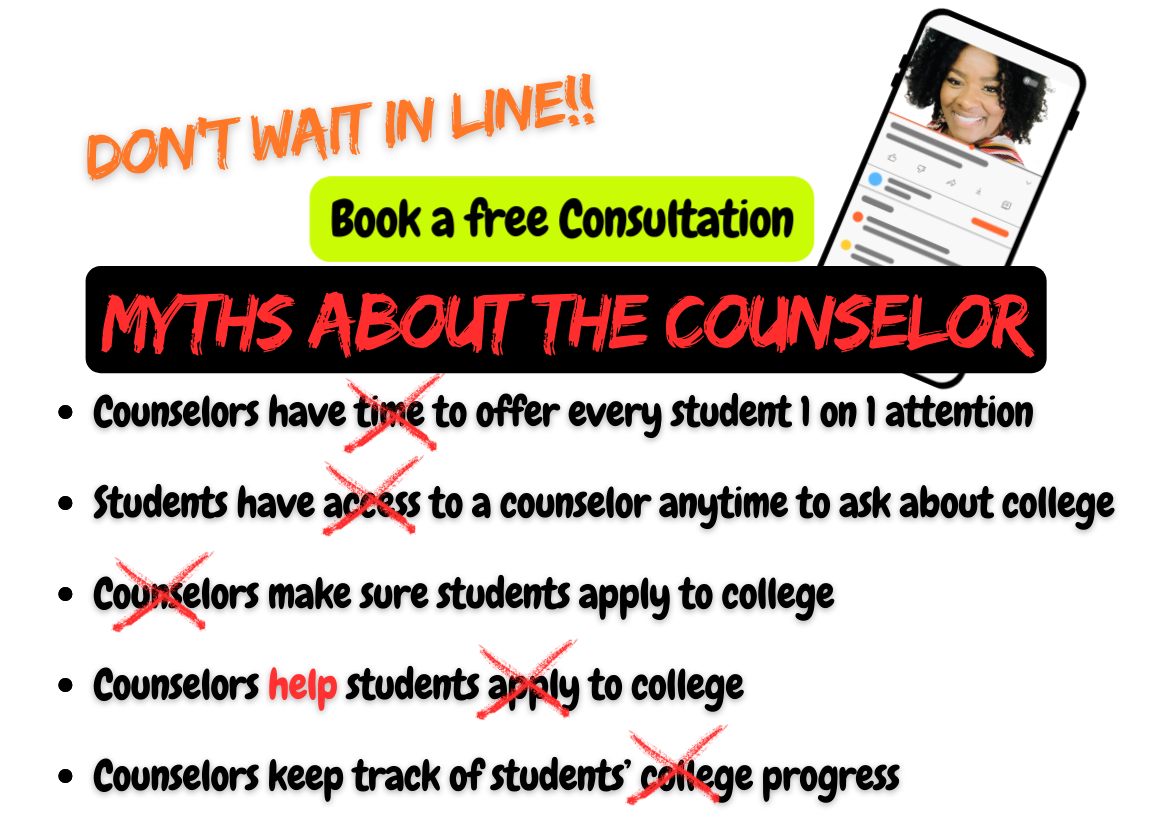 DON'T WAIT IN LINE!!
Book a free Consultation
MYTHS ABOUT THE COUNSELOR
• Counselors have time to offer every student 1 on 1 attention
• Students have access to a counselor anytime to ask about college
• Counselors make sure students apply to college
• Counselors help students apply to college
• Counselors keep track of students’ college progress